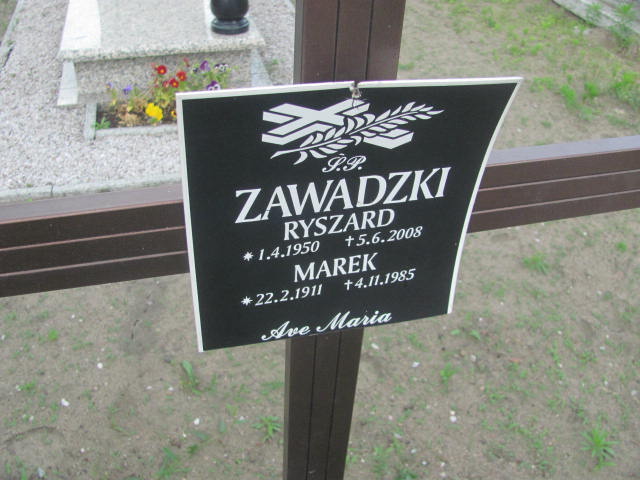 Ś.P.
ZAWADZKI
RYSZARD
*1.4.1950 †5.6.2008
MAREK
*22.2.1911 †4.11.1985
Ave Maria